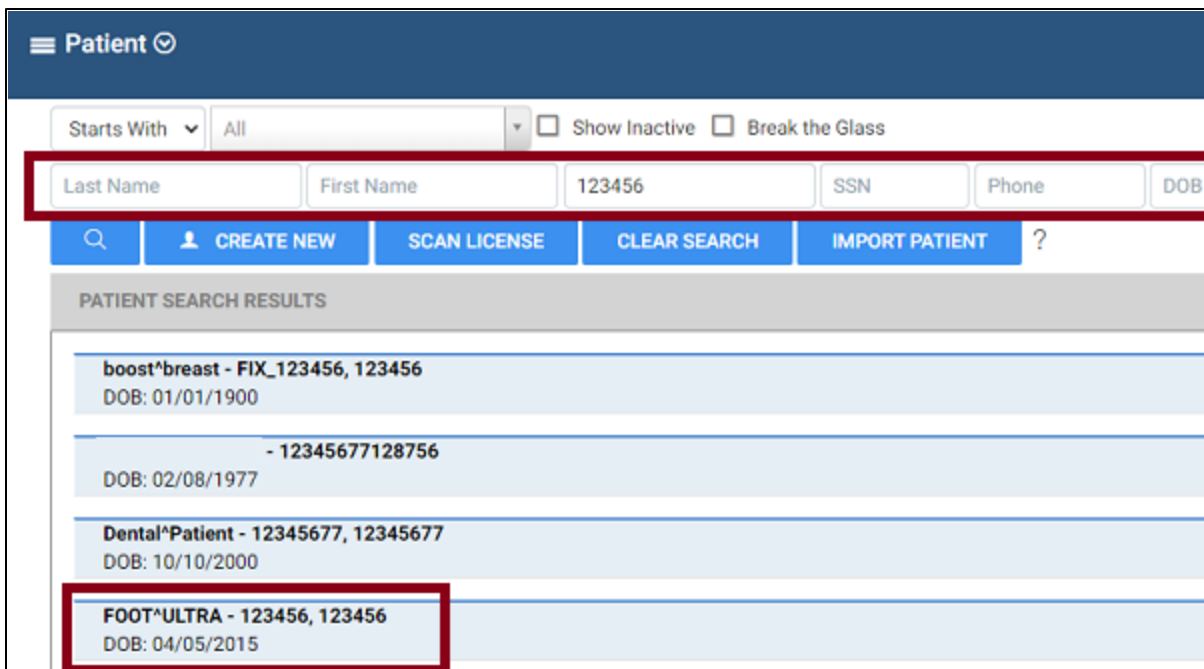 Patient
Starts With All Show Inactive Break the Glass
Last Name First Name 123456 SSN Phone DOB
CREATE NEW SCAN LICENSE CLEAR SEARCH IMPORT PATIENT ?
PATIENT SEARCH RESULTS
boost^breast - FIX_123456, 123456
DOB: 01/01/1900
- 12345677128756
DOB: 02/08/1977
Dental^Patient - 12345677, 12345677
DOB: 10/10/2000
FOOT^ULTRA - 123456, 123456
DOB: 04/05/2015